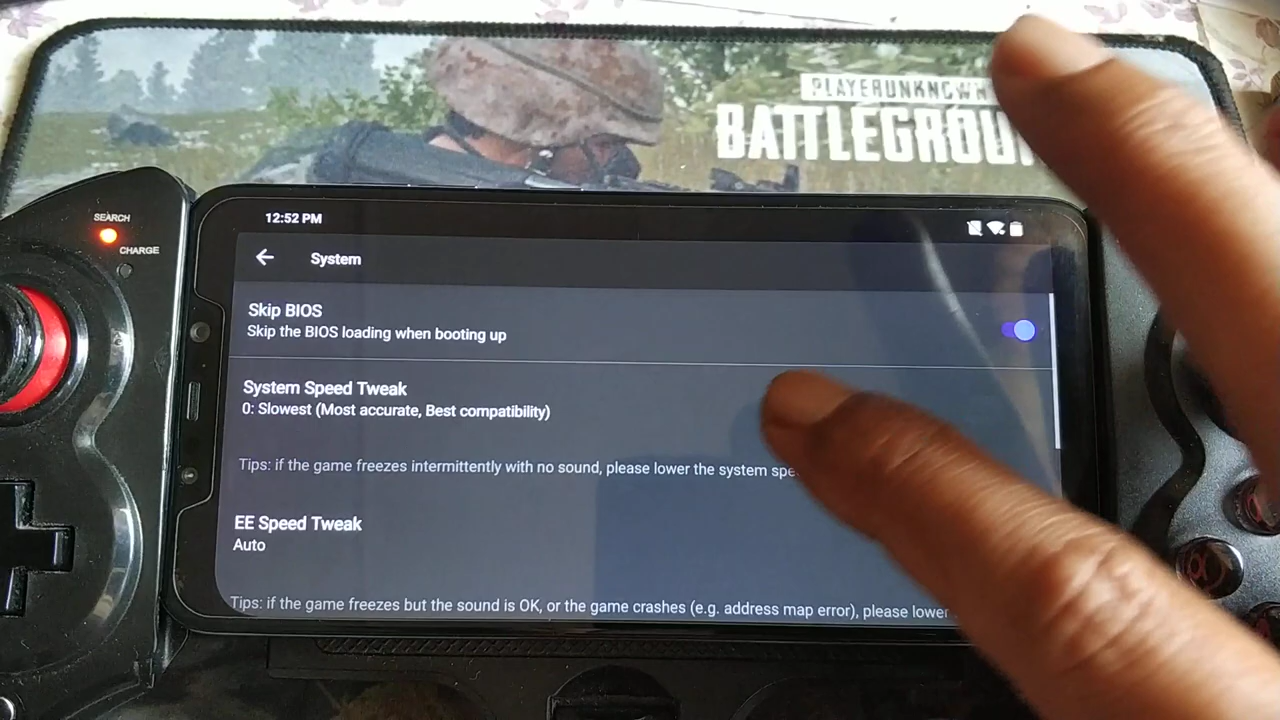 PLAYERUNKNOWN
BATTLEGROUN
SEARCH
CHARGE
12:52 PM
System
Skip BIOS
Skip the BIOS loading when booting up
System Speed Tweak
0: Slowest (Most accurate, Best compatibility)
Tips: if the game freezes intermittently with no sound, please lower the system spe
EE Speed Tweak
Auto
Tips: if the game freezes but the sound is OK, or the game crashes (e.g. address map error), please lower